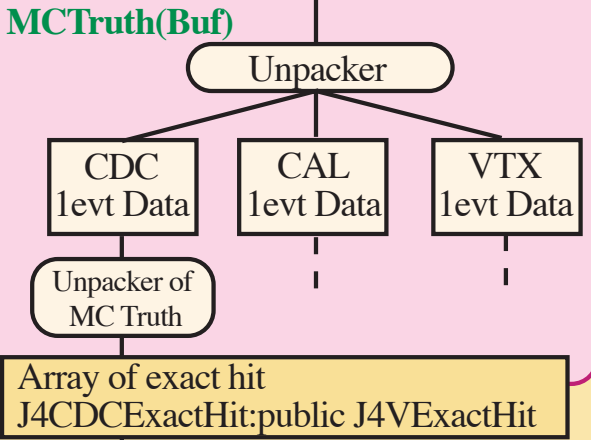 MCTruth(Buf)
Unpacker
CDC
1evt Data
CAL
1evt Data
VTX
1evt Data
Unpacker of
MC Truth
Array of exact hit
J4CDCExactHit:public J4VExactHit